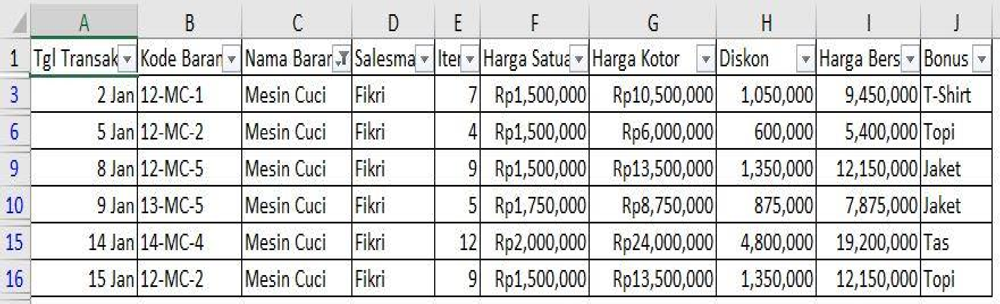 A B C D E F G H I J
1 Tgl Transak Kode Baran Nama Baran Salesma Iter Harga Satua Harga Kotor Diskon Harga Bers Bonus
3 2 Jan 12-MC-1 Mesin Cuci Fikri 7 Rp1,500,000 Rp10,500,000 1,050,000 9,450,000 T-Shirt
6 5 Jan 12-MC-2 Mesin Cuci Fikri 4 Rp1,500,000 Rp6,000,000 600,000 5,400,000 Topi
9 8 Jan 12-MC-5 Mesin Cuci Fikri 9 Rp1,500,000 Rp13,500,000 1,350,000 12,150,000 Jaket
10 9 Jan 13-MC-5 Mesin Cuci Fikri 5 Rp1,750,000 Rp8,750,000 875,000 7,875,000 Jaket
15 14 Jan 14-MC-4 Mesin Cuci Fikri 12 Rp2,000,000 Rp24,000,000 4,800,000 19,200,000 Tas
16 15 Jan 12-MC-2 Mesin Cuci Fikri 9 Rp1,500,000 Rp13,500,000 1,350,000 12,150,000 Topi